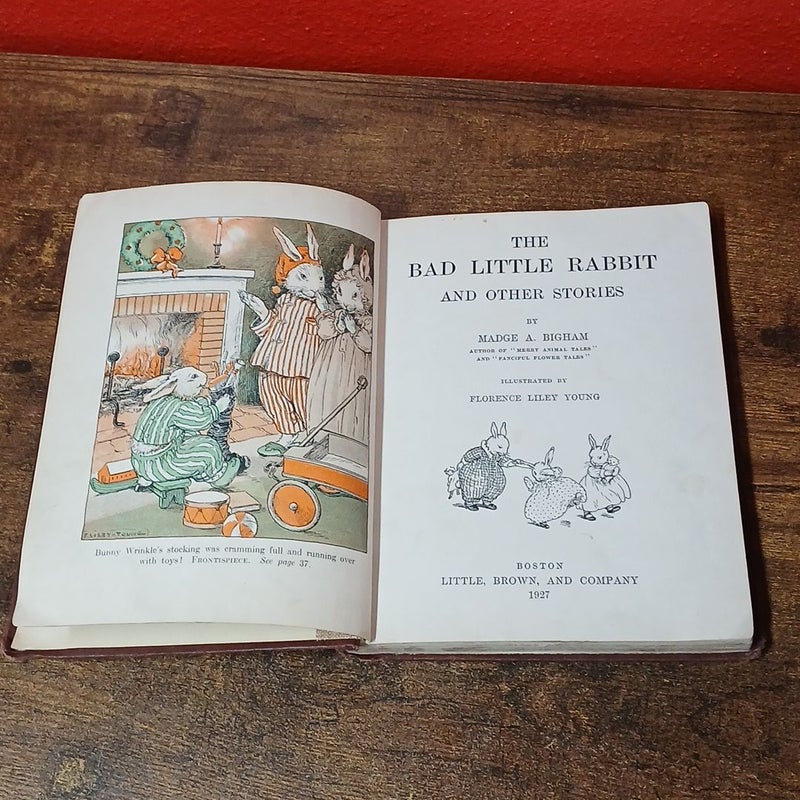 F. LILEY-YOUNG
Bunny Wrinkle's stocking was cramming full and running over
with toys! FRONTISPIECE. See page 37.
THE
BAD LITTLE RABBIT
AND OTHER STORIES
BY
MADGE A. BIGHAM
AUTHOR OF "MERRY ANIMAL TALES"
AND "FANCIFUL FLOWER TALES"
ILLUSTRATED BY
FLORENCE LILEY YOUNG
BOSTON
LITTLE, BROWN, AND COMPANY
1927